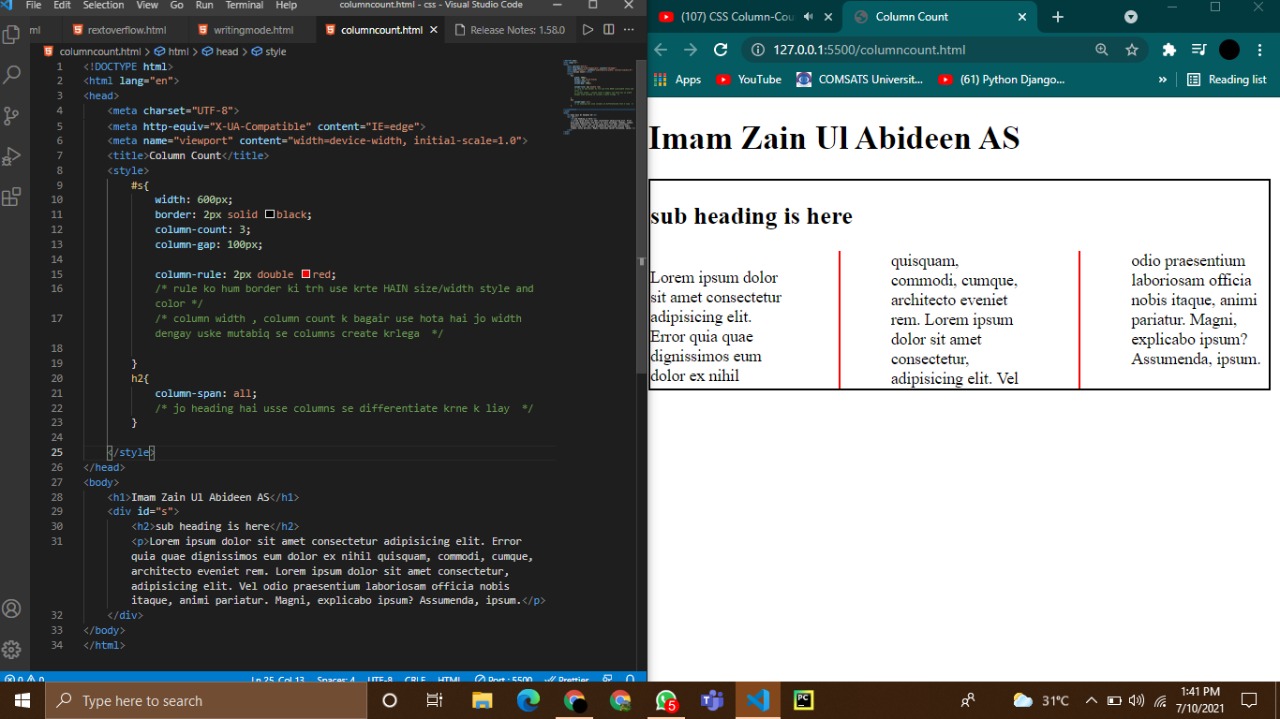 File Edit Selection View Go Run Terminal Help columncount.html - css - Visual Studio Code
ml rextoverflow.html writingmode.html columncount.html Release Notes: 1.58.0
columncount.html > html > head > style
1 <!DOCTYPE html>
2 <html lang="en">
3 <head>
4 <meta charset="UTF-8">
5 <meta http-equiv="X-UA-Compatible" content="IE=edge">
6 <meta name="viewport" content="width=device-width, initial-scale=1.0">
7 <title>Column Count</title>
8 <style>
9 #s{
10 width: 600px;
11 border: 2px solid black;
12 column-count: 3;
13 column-gap: 100px;
14
15 column-rule: 2px double red;
16 /* rule ko hum border ki trh use krte HAIN size/width style and
color */
17 /* column width , column count k bagair use hota hai jo width
dengay uske mutabiq se columns create krlega */
18
19 }
20 h2{
21 column-span: all;
22 /* jo heading hai usse columns se differentiate krne k liay */
23 }
24
25 </style>
26 </head>
27 <body>
28 <h1>Imam Zain Ul Abideen AS</h1>
29 <div id="s">
30 <h2>sub heading is here</h2>
31 <p>Lorem ipsum dolor sit amet consectetur adipisicing elit. Error
quia quae dignissimos eum dolor ex nihil quisquam, commodi, cumque,
architecto eveniet rem. Lorem ipsum dolor sit amet consectetur,
adipisicing elit. Vel odio praesentium laboriosam officia nobis
itaque, animi pariatur. Magni, explicabo ipsum? Assumenda, ipsum.</p>
32 </div>
33 </body>
34 </html>
0 0 Ln 25, Col 13 Spaces: 4 UTF-8 CRLF HTML Port : 5500 Prettier
(107) CSS Column-Cou Column Count
127.0.0.1:5500/columncount.html
Apps YouTube COMSATS Universit... (61) Python Django... » Reading list
Imam Zain Ul Abideen AS
sub heading is here
Lorem ipsum dolor
sit amet consectetur
adipisicing elit.
Error quia quae
dignissimos eum
dolor ex nihil
quisquam,
commodi, cumque,
architecto eveniet
rem. Lorem ipsum
dolor sit amet
consectetur,
adipisicing elit. Vel
odio praesentium
laboriosam officia
nobis itaque, animi
pariatur. Magni,
explicabo ipsum?
Assumenda, ipsum.
Type here to search
5
PC
31°C
1:41 PM
7/10/2021